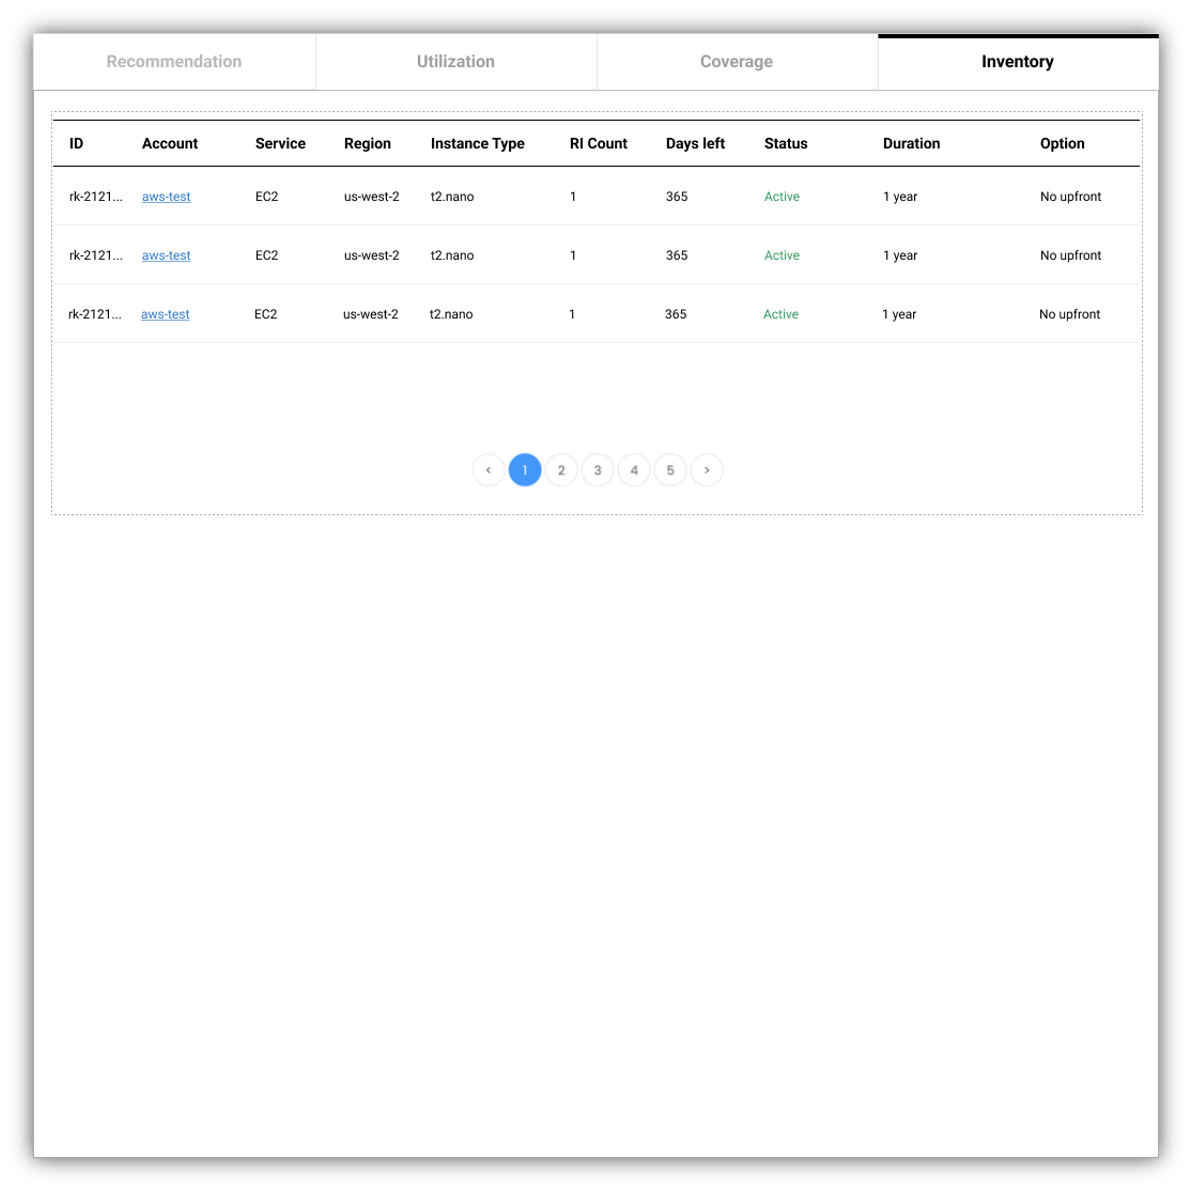 Recommendation Utilization Coverage Inventory
ID Account Service Region Instance Type RI Count Days left Status Duration Option
rk-2121... aws-test EC2 us-west-2 t2.nano 1 365 Active 1 year No upfront
rk-2121... aws-test EC2 us-west-2 t2.nano 1 365 Active 1 year No upfront
rk-2121... aws-test EC2 us-west-2 t2.nano 1 365 Active 1 year No upfront
< 1 2 3 4 5 >